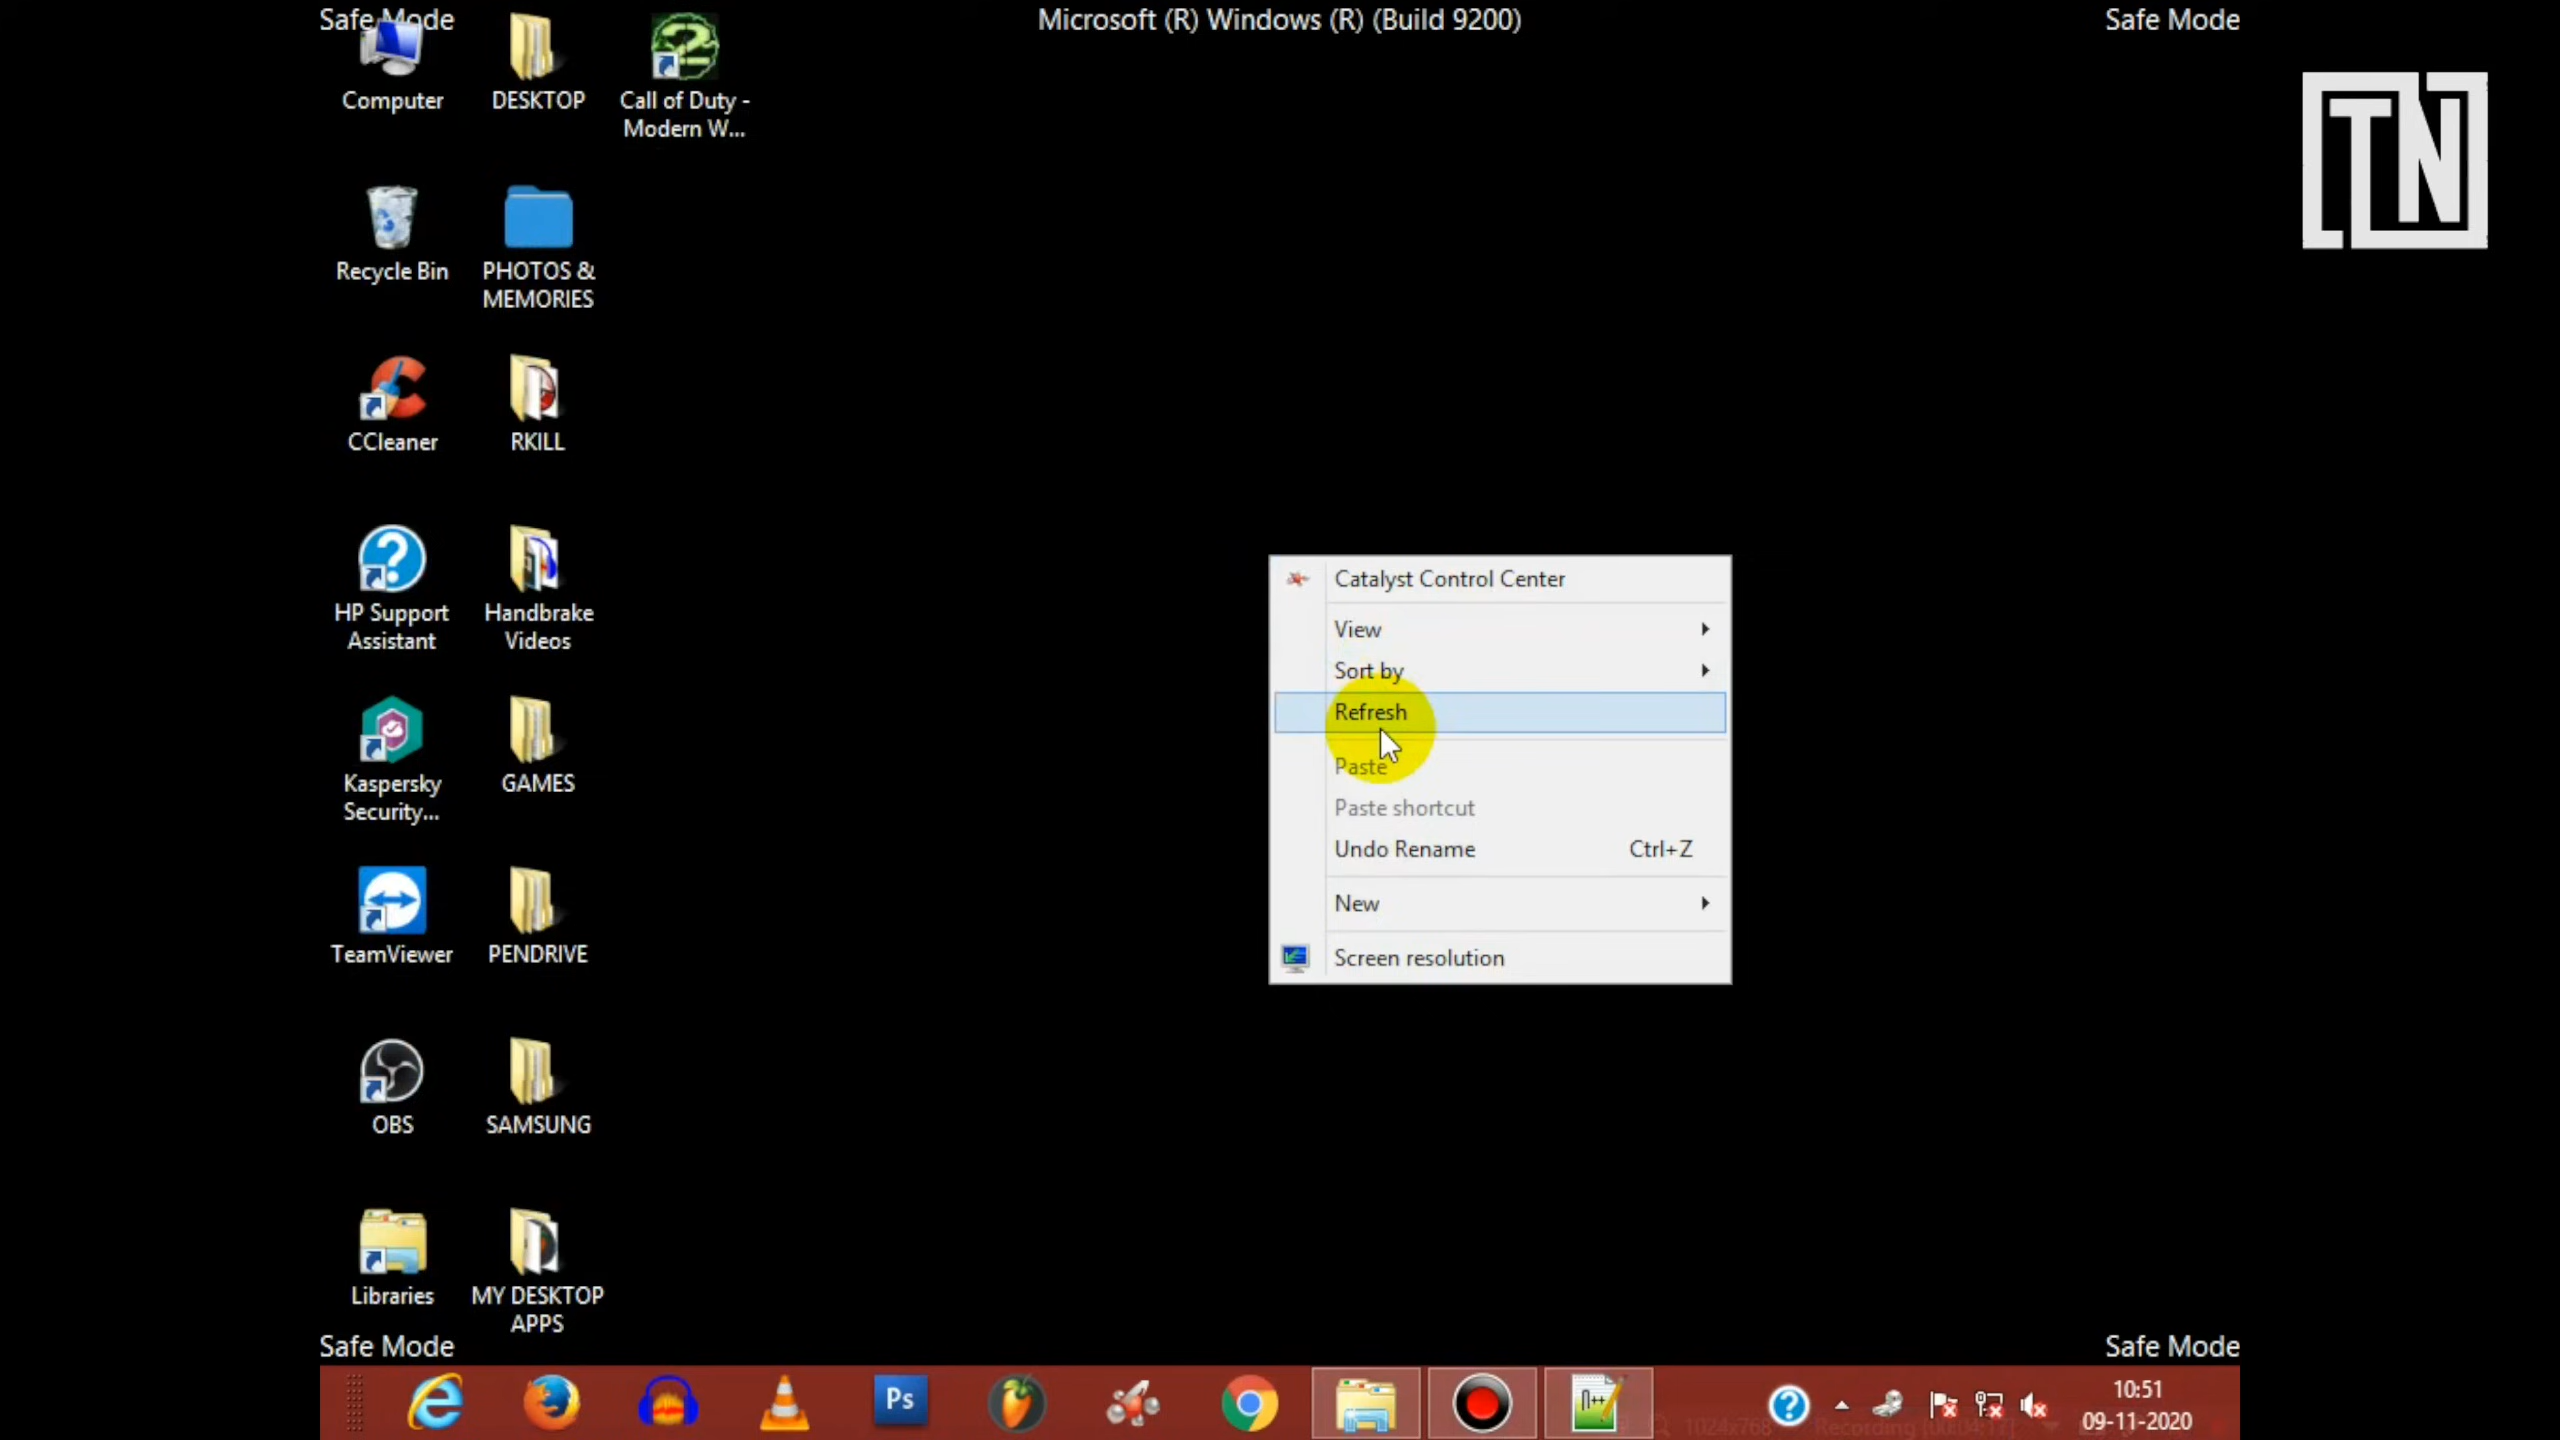 Safe Mode
Microsoft (R) Windows (R) (Build 9200)
Safe Mode
TN
Computer
DESKTOP
Call of Duty -
Modern W...
Recycle Bin
PHOTOS &
MEMORIES
CCleaner
RKILL
HP Support
Assistant
Handbrake
Videos
Kaspersky
Security...
GAMES
TeamViewer
PENDRIVE
OBS
SAMSUNG
Libraries
MY DESKTOP
APPS
Catalyst Control Center
View
Sort by
Refresh
Paste
Paste shortcut
Undo Rename Ctrl+Z
New
Screen resolution
Safe Mode
Safe Mode
Ps
10:51
09-11-2020
1024x768